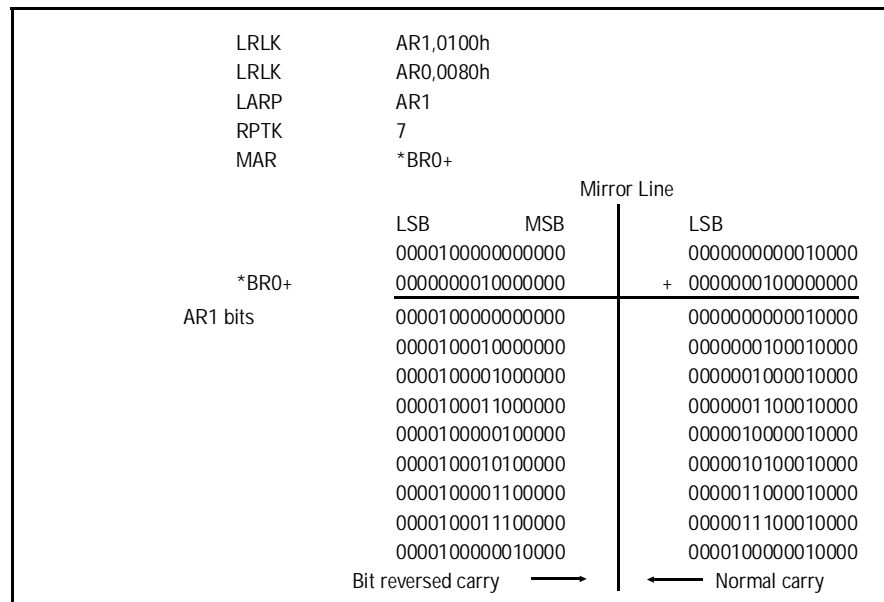 LRLK AR1,0100h
LRLK AR0,0080h
LARP AR1
RPTK 7
MAR *BR0+
Mirror Line
LSB MSB LSB
0000100000000000 0000000000010000
*BR0+ 0000000010000000 + 0000000100000000
AR1 bits 0000100000000000 0000000000010000
0000100010000000 0000000100010000
0000100001000000 0000001000010000
0000100011000000 0000001100010000
0000100000100000 0000010000010000
0000100010100000 0000010100010000
0000100001100000 0000011000010000
0000100011100000 0000011100010000
0000100000010000 0000100000010000
Bit reversed carry Normal carry